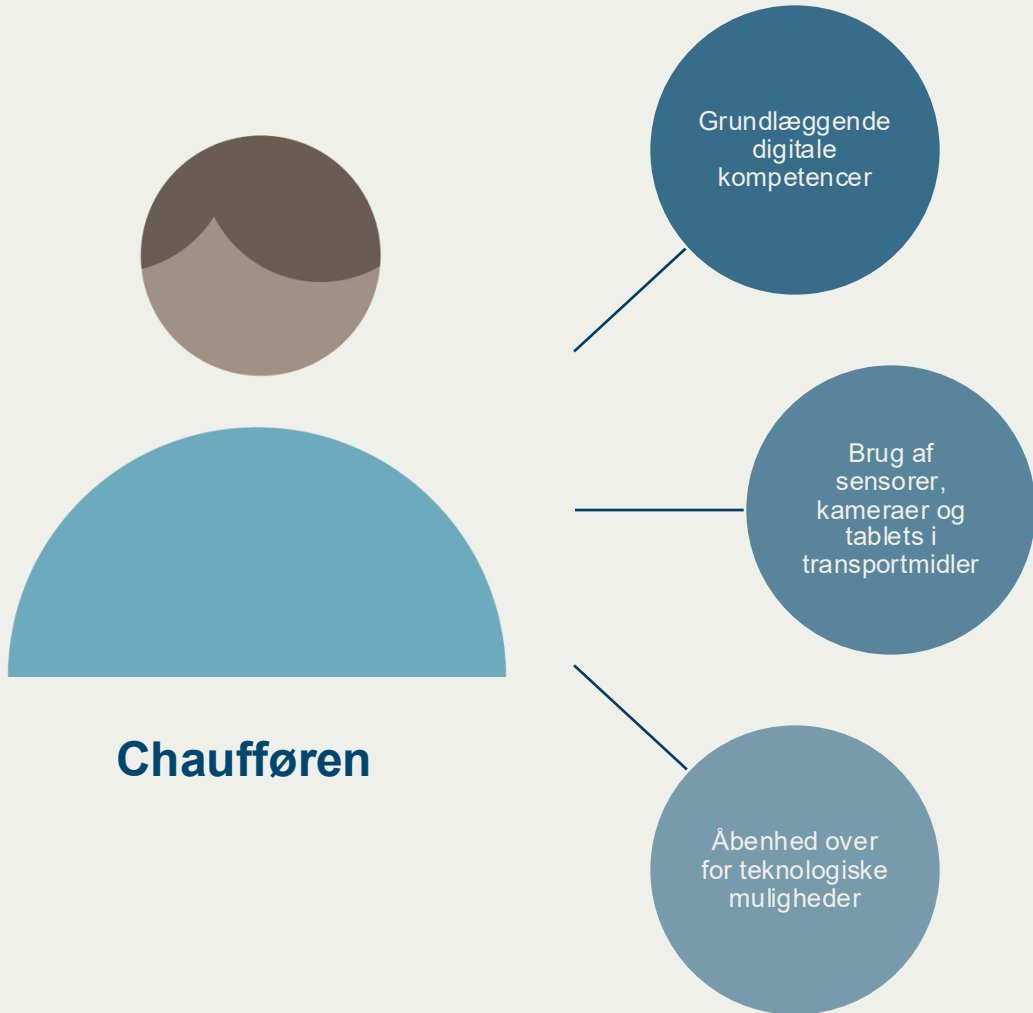 Grundlæggende
digitale
kompetencer
Brug af
sensorer,
kameraer og
tablets i
transportmidler
Chaufføren
Åbenhed over
for teknologiske
muligheder